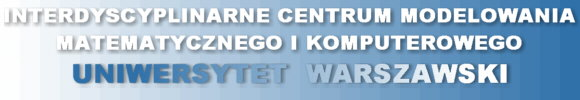 INTERDYSCYPLINARNE CENTRUM MODELOWANIA
MATEMATYCZNEGO I KOMPUTEROWEGO
UNIWERSYTET WARSZAWSKI